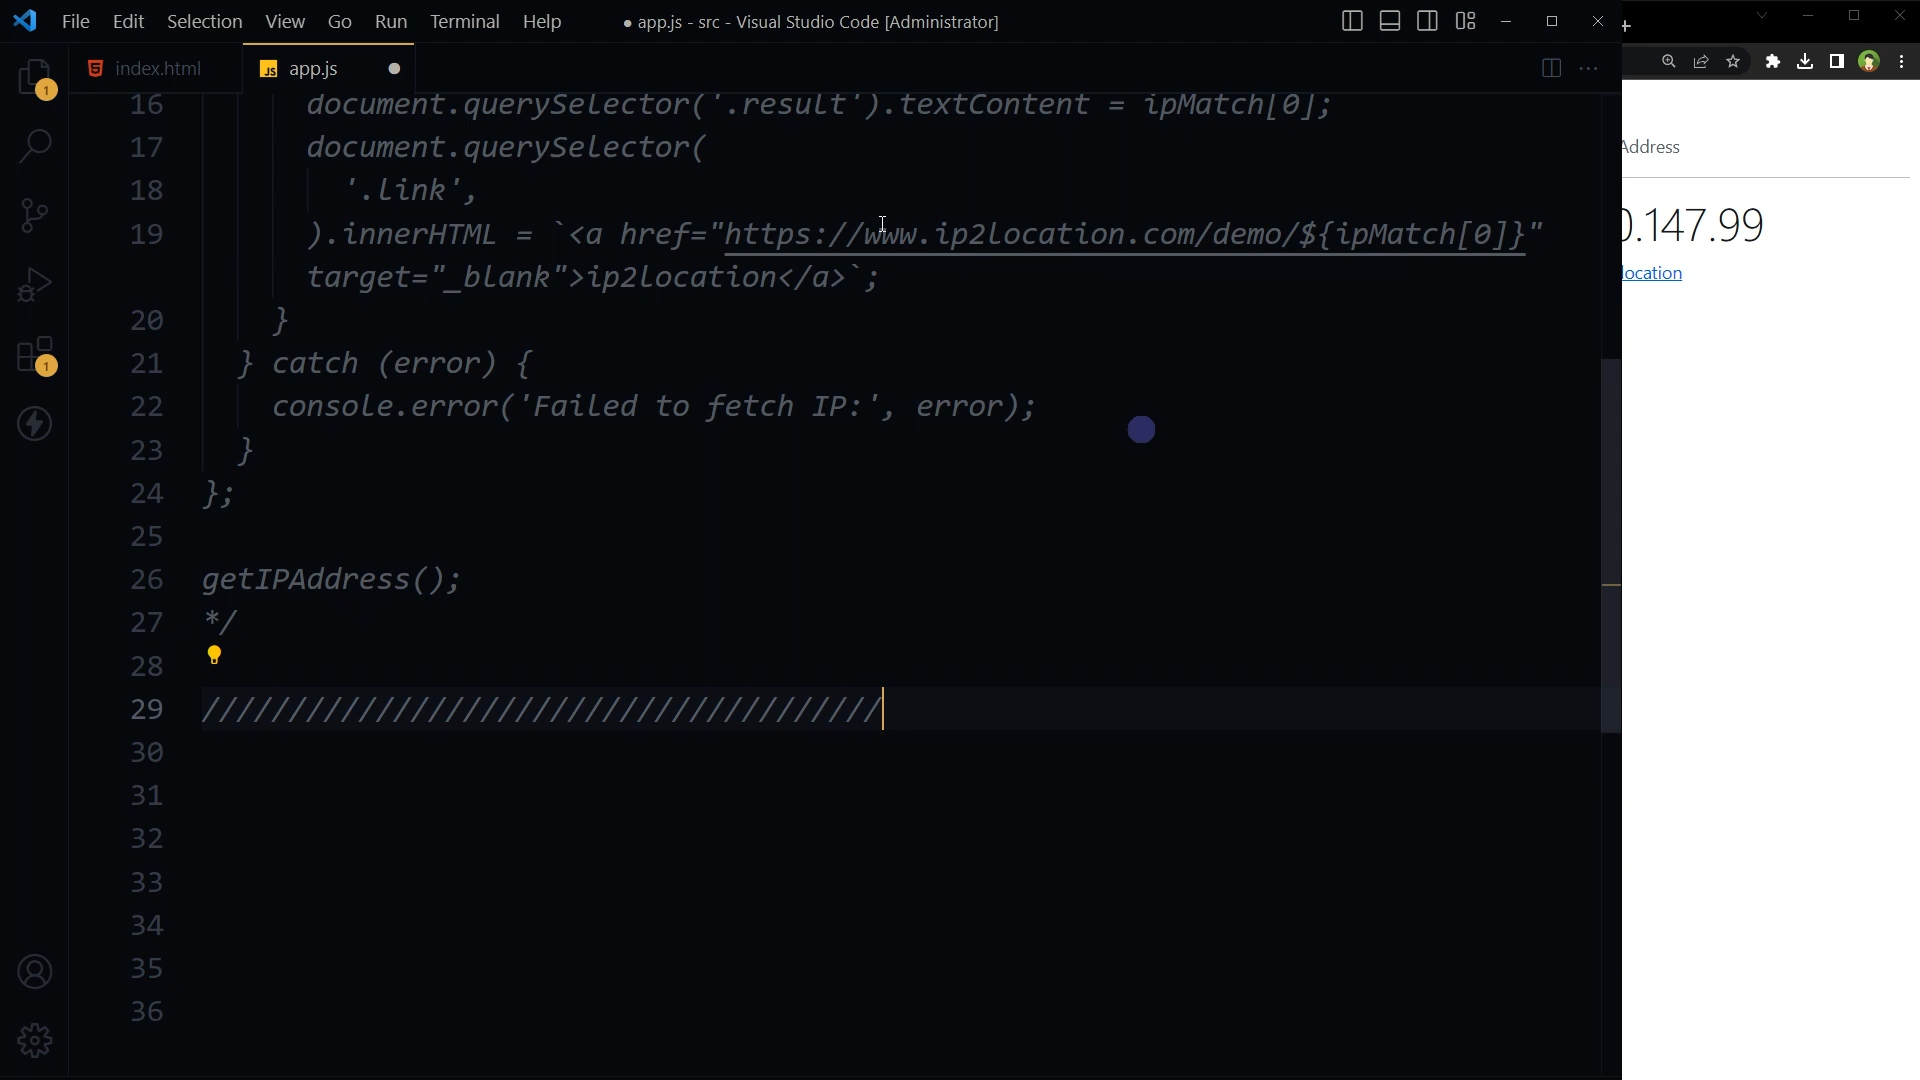 File Edit Selection View Go Run Terminal Help
● app.js - src - Visual Studio Code [Administrator]
index.html
JS app.js
16 document.querySelector('.result').textContent = ipMatch[0];
17 document.querySelector(
18 '.link',
19 ).innerHTML = `<a href="https://www.ip2location.com/demo/${ipMatch[0]}"
target="_blank">ip2location</a>`;
20 }
21 } catch (error) {
22 console.error('Failed to fetch IP:', error);
23 }
24 };
25
26 getIPAddress();
27 */
28
29 ///////////////////////////////////////
30
31
32
33
34
35
36
1
1
Address
.147.99
location